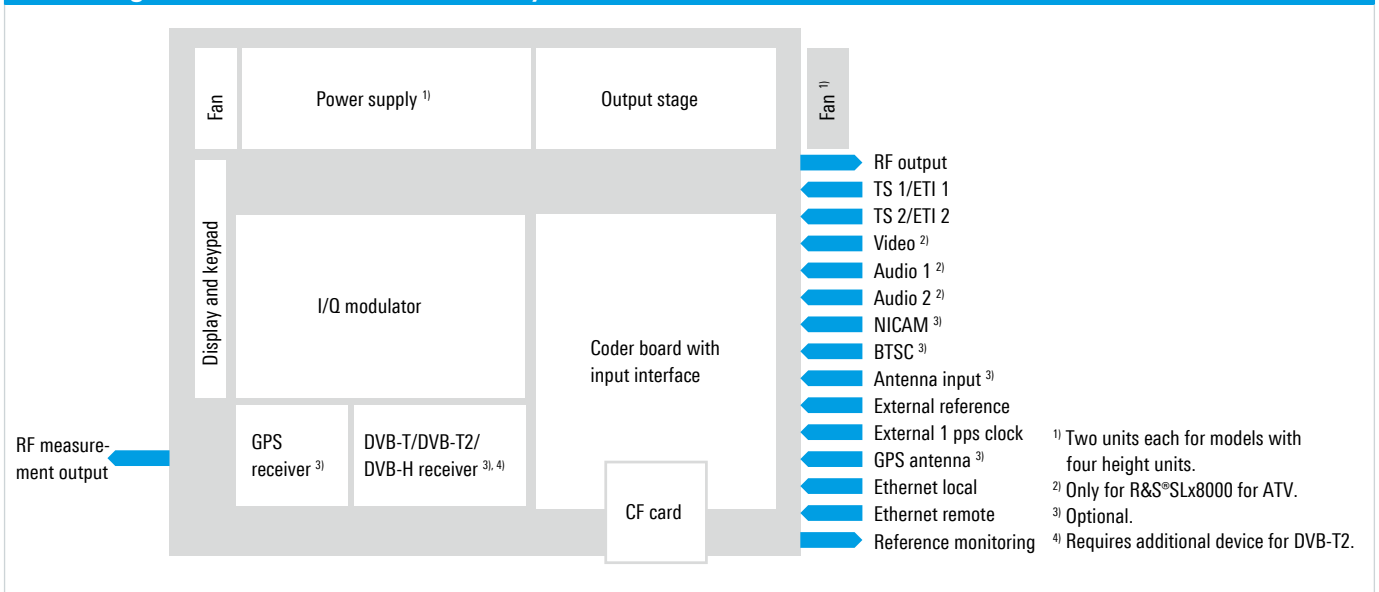 Fan
Power supply 1)
Output stage
Fan 1)
Display and keypad
I/Q modulator
Coder board with
input interface
GPS
receiver 3)
DVB-T/DVB-T2/
DVB-H receiver 3), 4)
CF card
RF measure-
ment output
RF output
TS 1/ETI 1
TS 2/ETI 2
Video 2)
Audio 1 2)
Audio 2 2)
NICAM 3)
BTSC 3)
Antenna input 3)
External reference
External 1 pps clock
GPS antenna 3)
Ethernet local
Ethernet remote
Reference monitoring
1) Two units each for models with
four height units.
2) Only for R&S®SLx8000 for ATV.
3) Optional.
4) Requires additional device for DVB-T2.